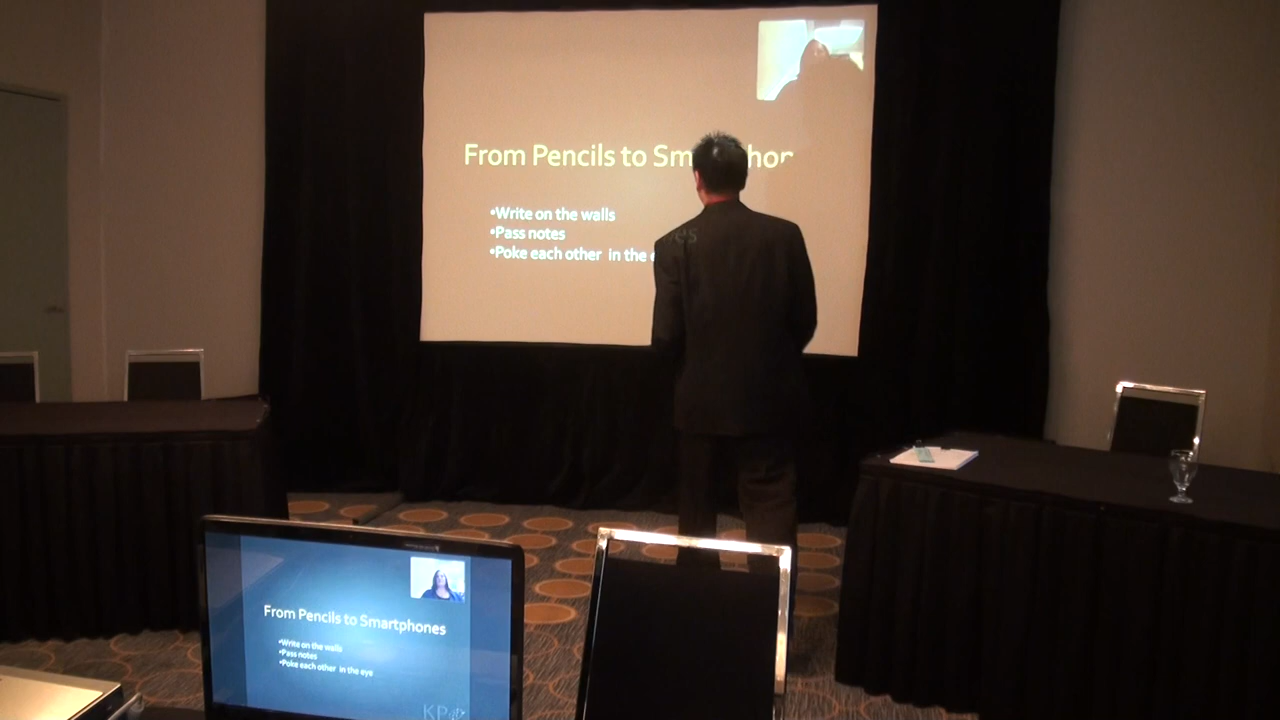 From Pencils to Sm hor
•Write on the walls
•Pass notes
•Poke each other in the e
From Pencils to Smartphones
•Write on the walls
•Pass notes
•Poke each other in the eye
KP